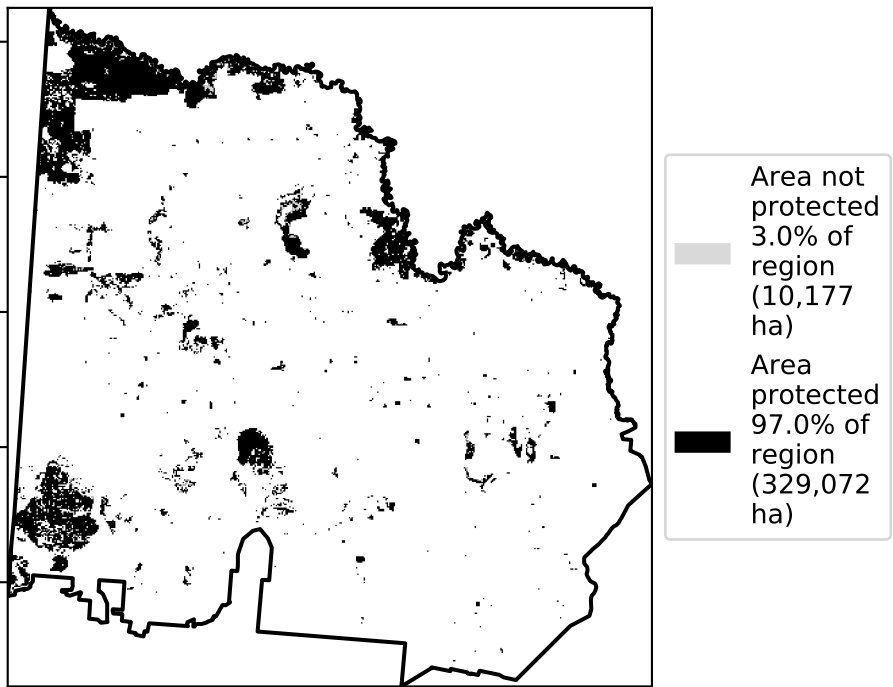 Area not
protected
3.0% of
region
(10,177
ha)
Area
protected
97.0% of
region
(329,072
ha)